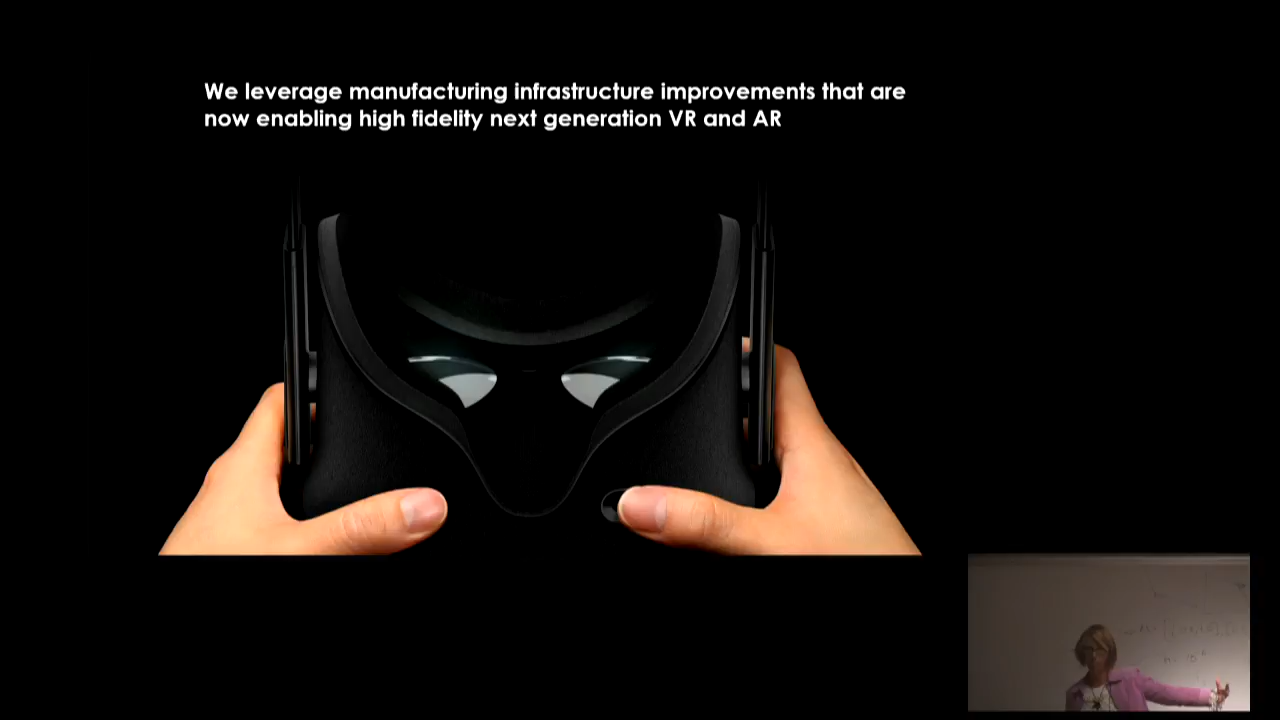 We leverage manufacturing infrastructure improvements that are
now enabling high fidelity next generation VR and AR